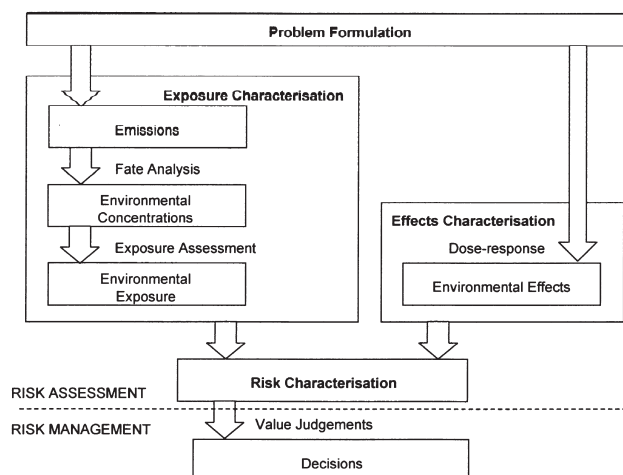 Problem Formulation
Exposure Characterisation
Emissions
Fate Analysis
Environmental
Concentrations
Exposure Assessment
Environmental
Exposure
Effects Characterisation
Dose-response
Environmental Effects
Risk Characterisation
RISK ASSESSMENT
RISK MANAGEMENT
Value Judgements
Decisions